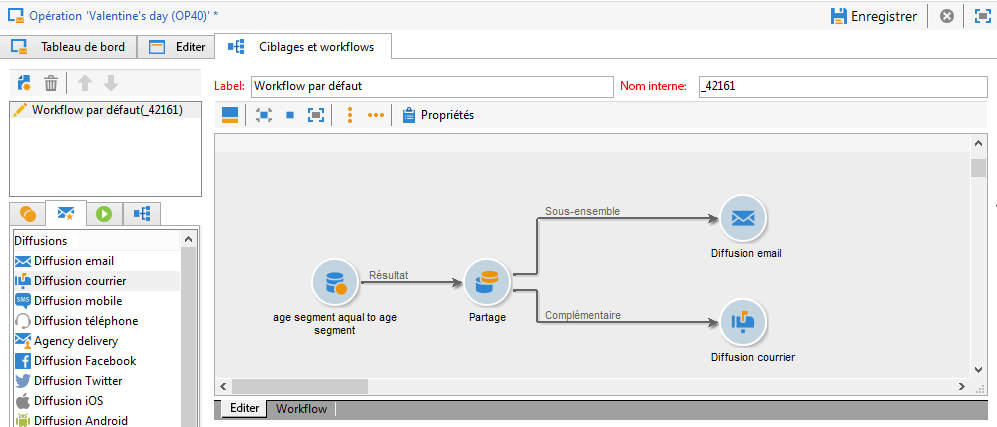 Opération 'Valentine's day (OP40)' *
Enregistrer
Tableau de bord
Editer
Ciblages et workflows
Label:
Workflow par défaut
Nom interne:
_42161
Workflow par défaut(_42161)
Propriétés
Diffusions
Diffusion email
Diffusion courrier
SMS
Diffusion mobile
Diffusion téléphone
Agency delivery
Diffusion Facebook
Diffusion Twitter
Diffusion iOS
Diffusion Android
Sous-ensemble
Diffusion email
Résultat
age segment aqual to age
segment
Partage
Complémentaire
Diffusion courrier
Editer
Workflow